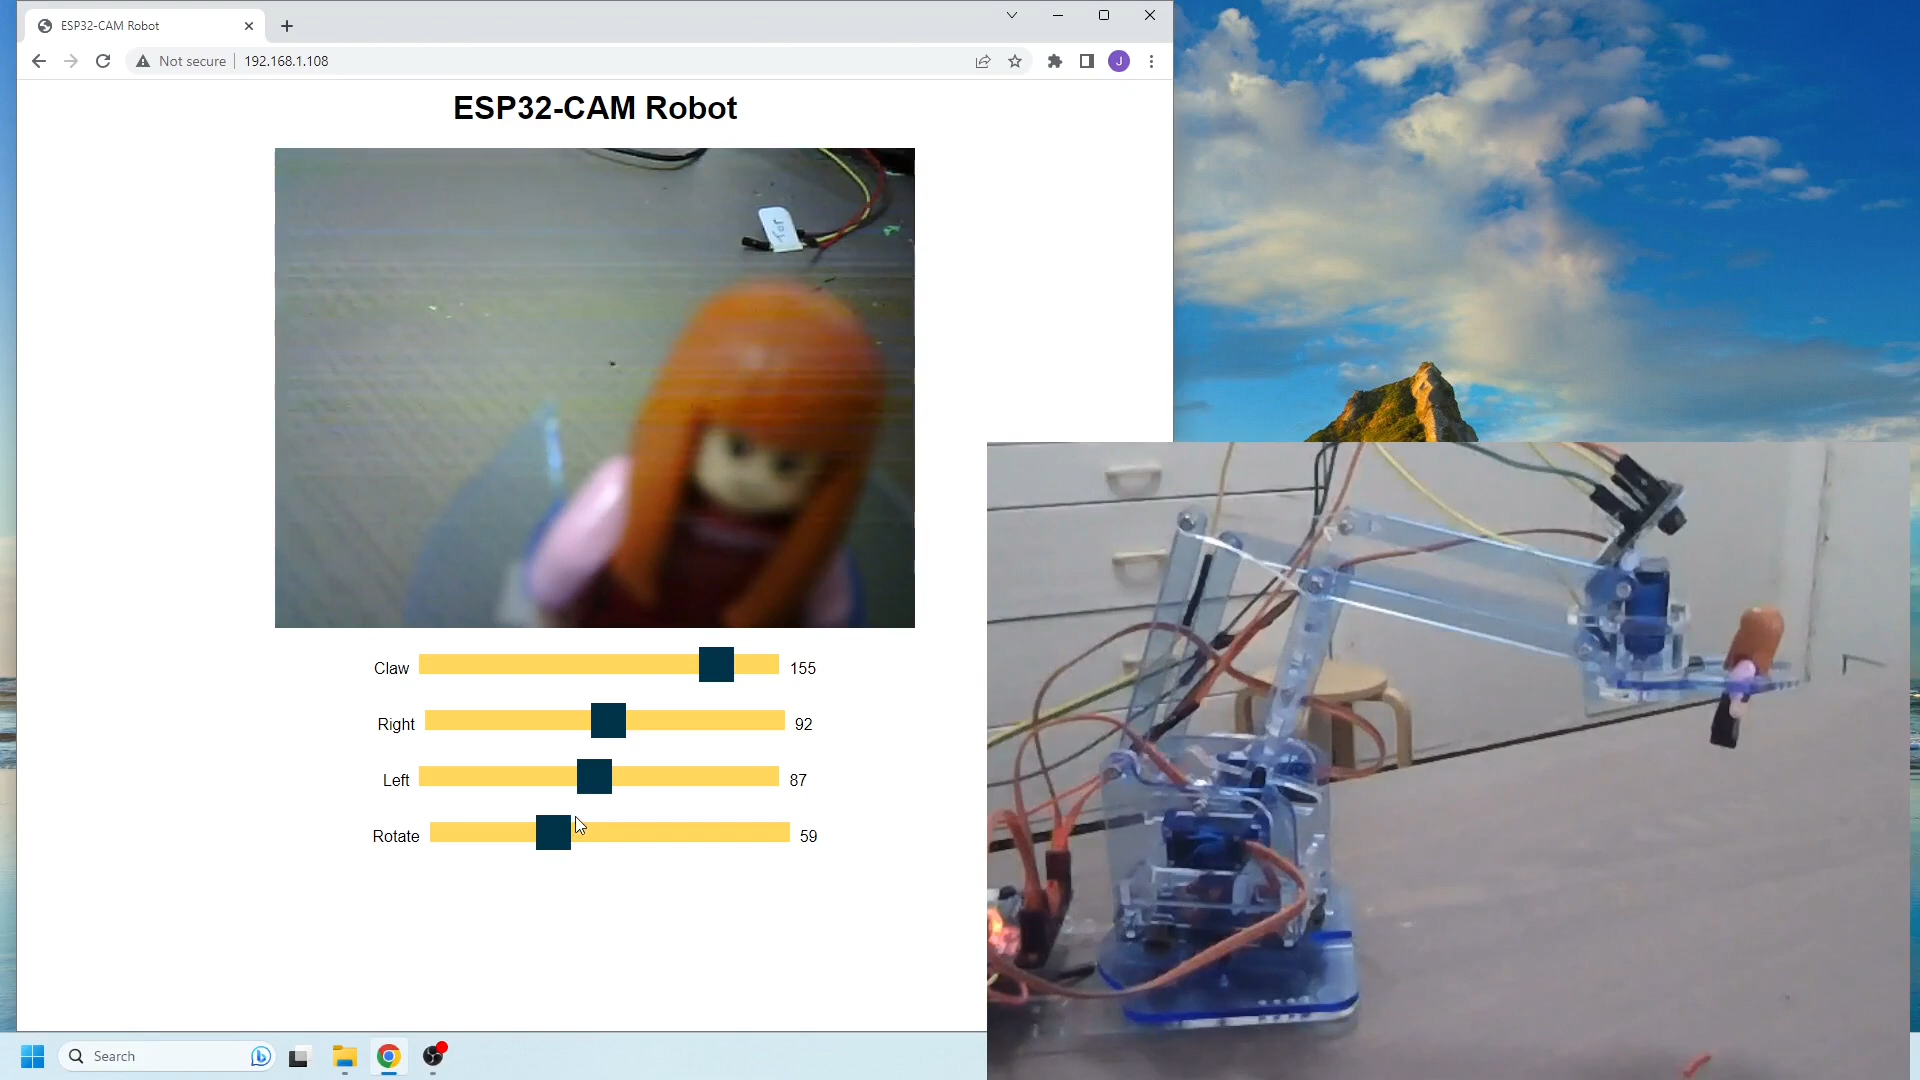 ESP32-CAM Robot
Not secure
192.168.1.108
J
ESP32-CAM Robot
Claw 155
Right 92
Left 87
Rotate 59
Search